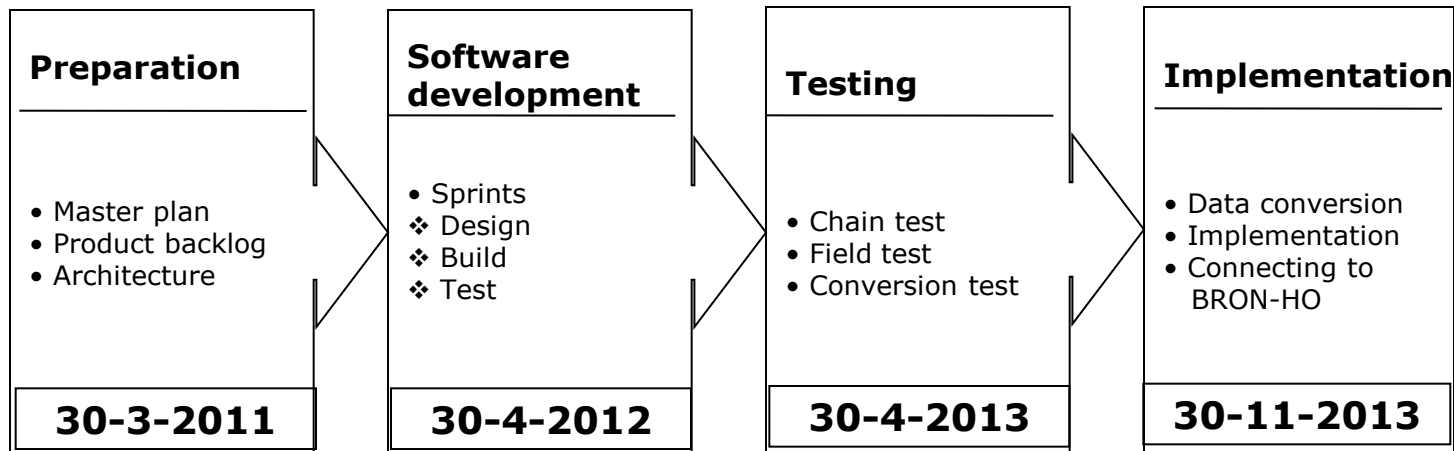 Preparation
• Master plan
• Product backlog
• Architecture
30-3-2011
Software
development
• Sprints
❖ Design
❖ Build
❖ Test
30-4-2012
Testing
• Chain test
• Field test
• Conversion test
30-4-2013
Implementation
• Data conversion
• Implementation
• Connecting to
BRON-HO
30-11-2013